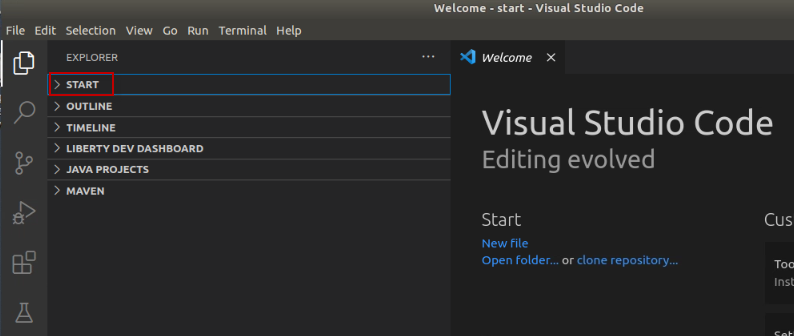 Welcome - start - Visual Studio Code
File Edit Selection View Go Run Terminal Help
EXPLORER
START
OUTLINE
TIMELINE
LIBERTY DEV DASHBOARD
JAVA PROJECTS
MAVEN
Welcome
Visual Studio Code
Editing evolved
Start
New file
Open folder... or clone repository...
Cus
Too
Inst
Set